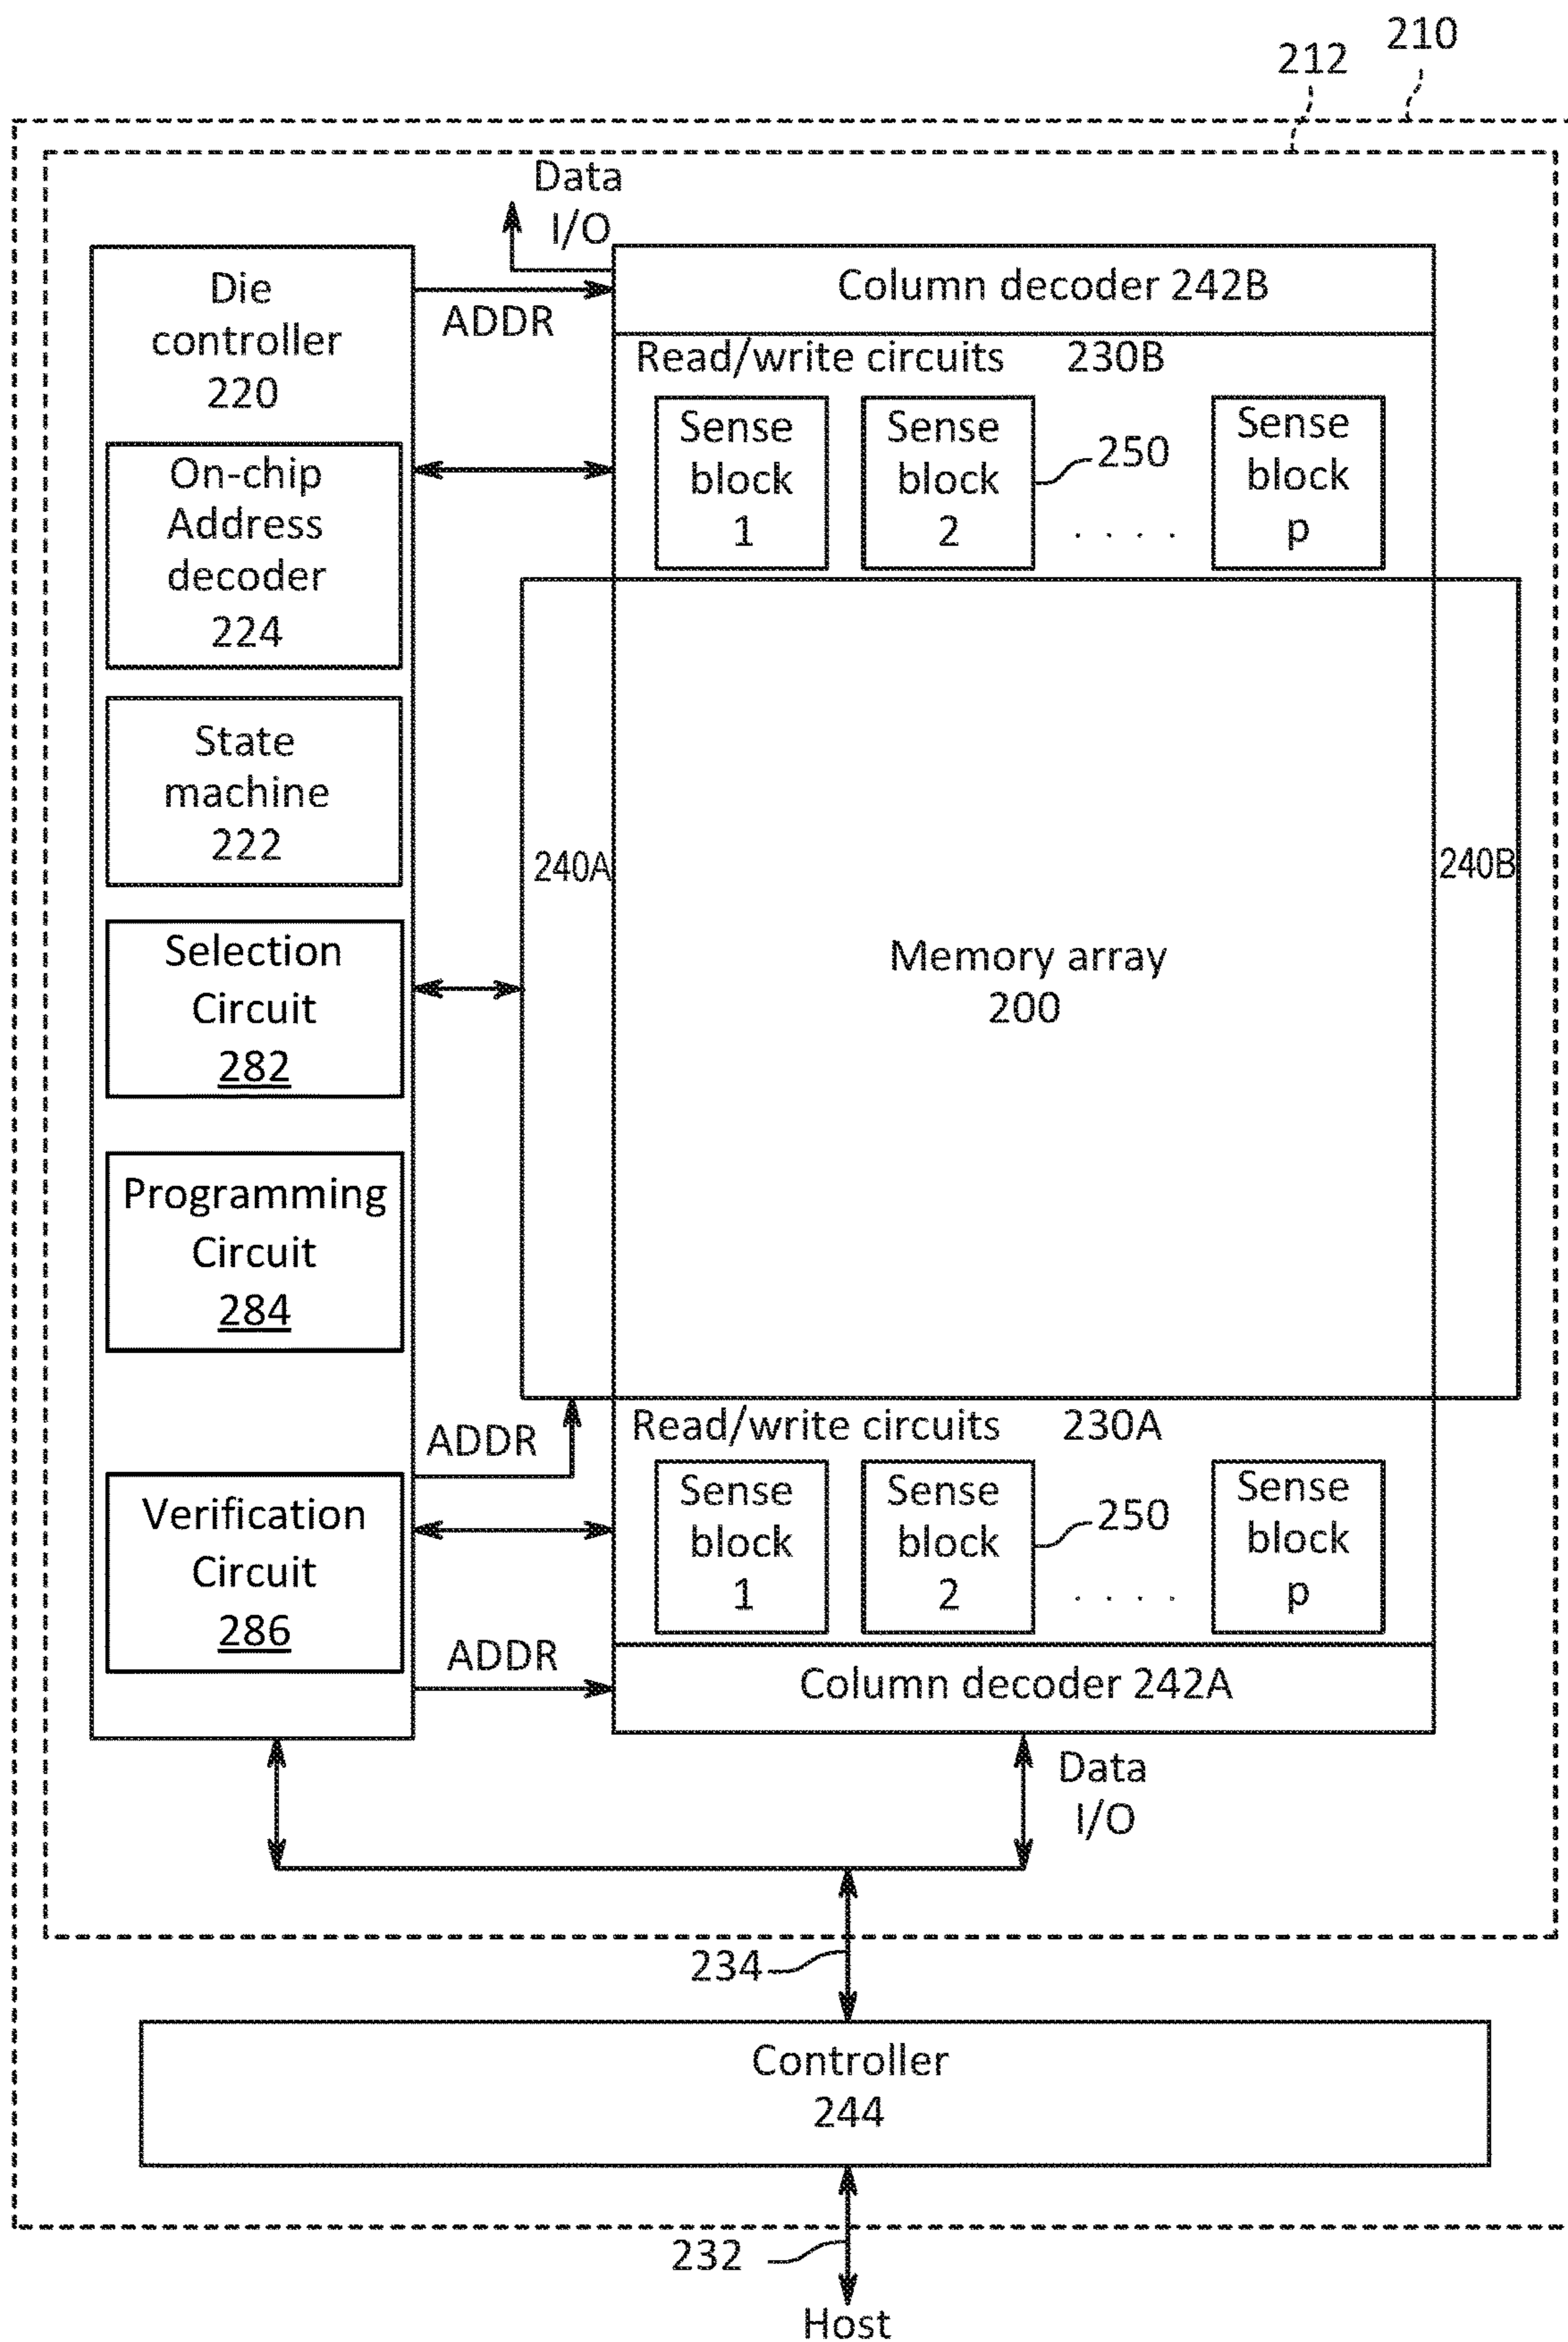 210
212
Data
I/O
Die
controller
220
ADDR
Column decoder 242B
Read/write circuits 230B
Sense
block
1
Sense
block
2
250
. . . .
Sense
block
p
On-chip
Address
decoder
224
State
machine
222
240A
240B
Selection
Circuit
282
Memory array
200
Programming
Circuit
284
ADDR
Read/write circuits 230A
Sense
block
1
Sense
block
2
250
. . . .
Sense
block
p
Verification
Circuit
286
ADDR
Column decoder 242A
Data
I/O
234
Controller
244
232
Host